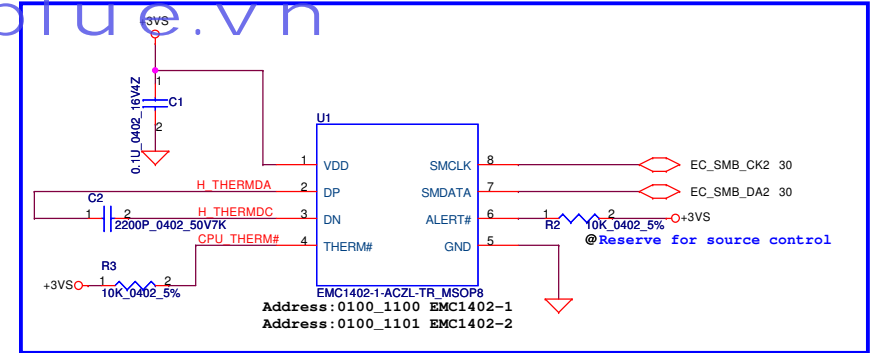 plue.vn
+3VS
1
0.1U_0402_16V4Z
C1
2
U1
1 VDD SMCLK 8 EC_SMB_CK2 30
H_THERMDA 2 DP SMDATA 7 EC_SMB_DA2 30
C2
1 2 H_THERMDC 3 DN ALERT# 6 1 2 +3VS
2200P_0402_50V7K R2 10K_0402_5%
CPU_THERM# 4 THERM# GND 5 @Reserve for source control
R3
+3VS 1 2
10K_0402_5% EMC1402-1-ACZL-TR_MSOP8
Address:0100_1100 EMC1402-1
Address:0100_1101 EMC1402-2